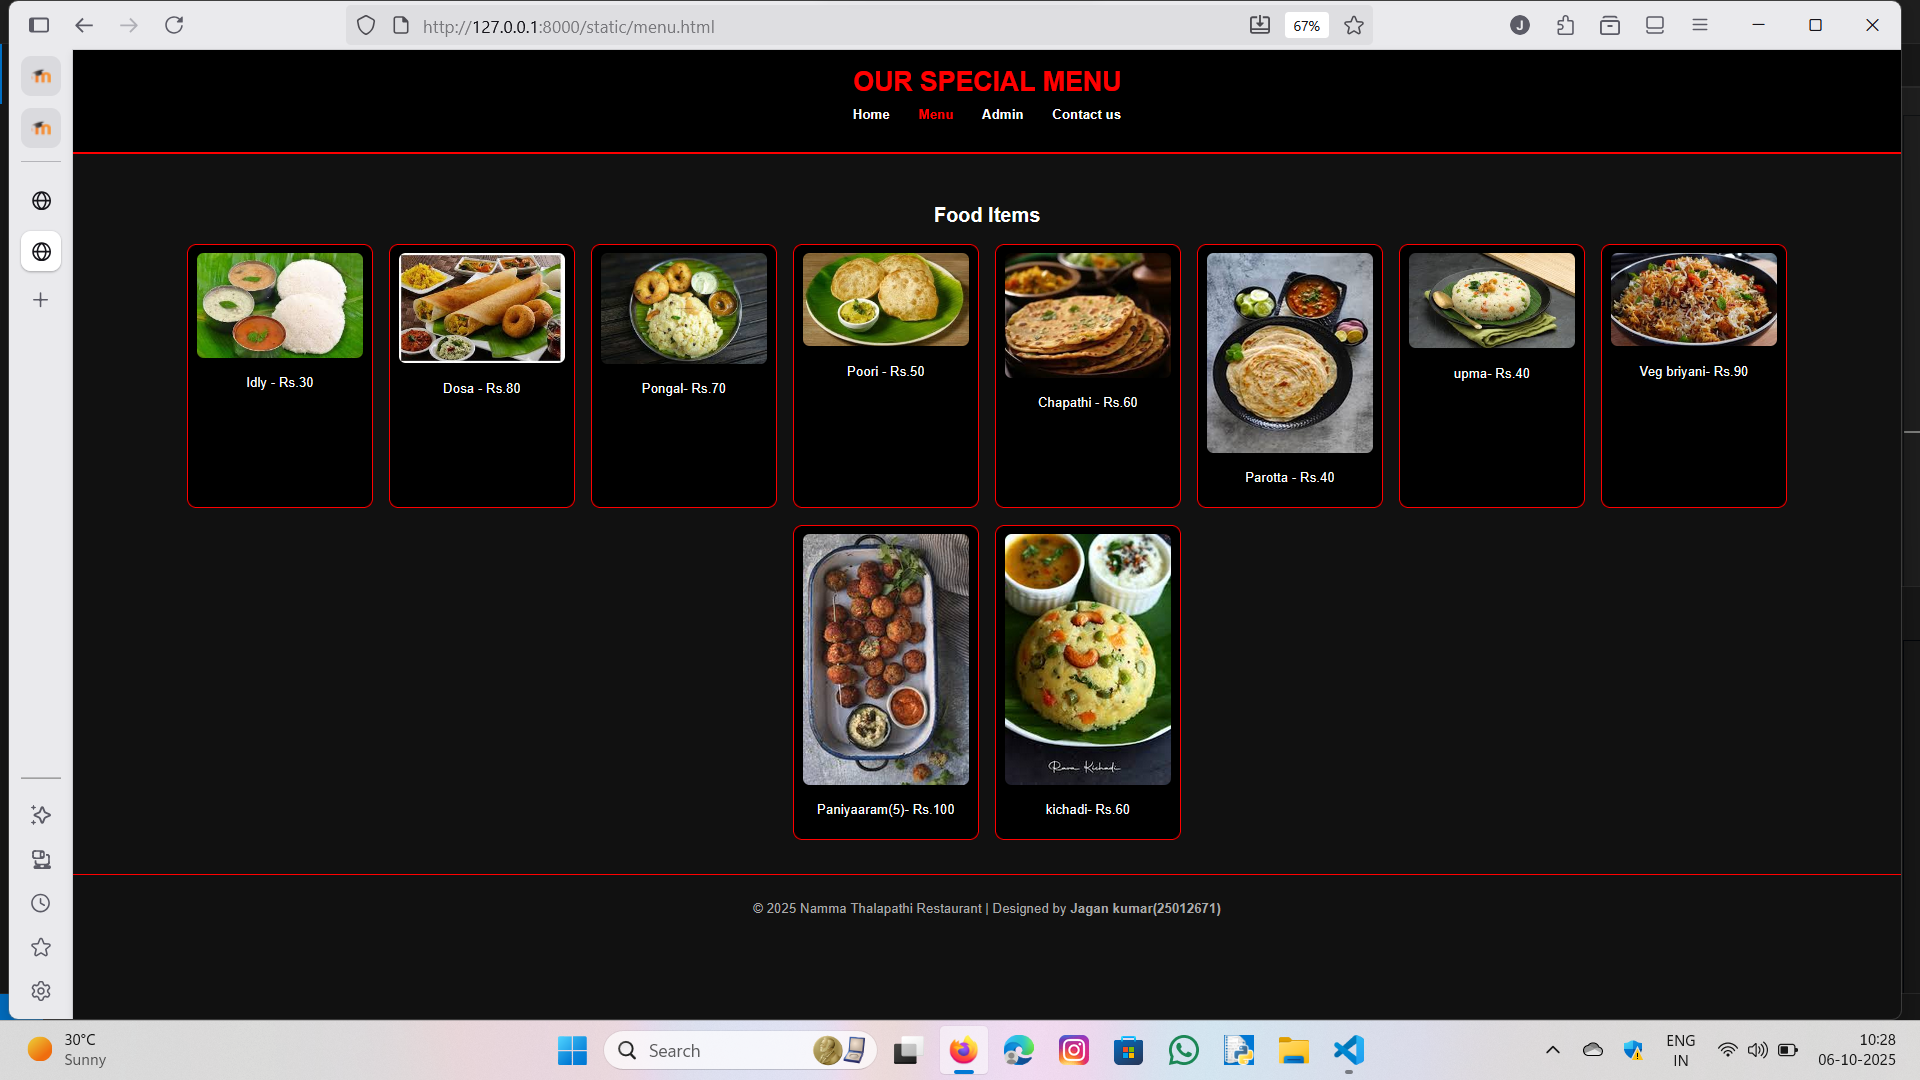 http://127.0.0.1:8000/static/menu.html
67%
J
OUR SPECIAL MENU
Home Menu Admin Contact us
Food Items
Idly - Rs.30
Dosa - Rs.80
Pongal- Rs.70
Poori - Rs.50
Chapathi - Rs.60
Parotta - Rs.40
upma- Rs.40
Veg briyani- Rs.90
Rava Kichadi
Paniyaaram(5)- Rs.100
kichadi- Rs.60
© 2025 Namma Thalapathi Restaurant | Designed by Jagan kumar(25012671)
30°C
Sunny
Search
ENG
IN
10:28
06-10-2025